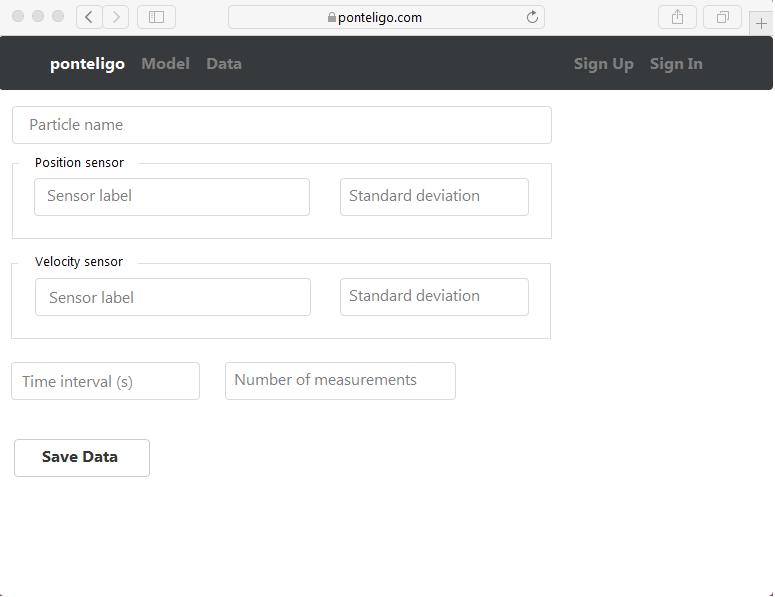 ponteligo.com
ponteligo Model Data Sign Up Sign In
Particle name
Position sensor
Sensor label Standard deviation
Velocity sensor
Sensor label Standard deviation
Time interval (s) Number of measurements
Save Data